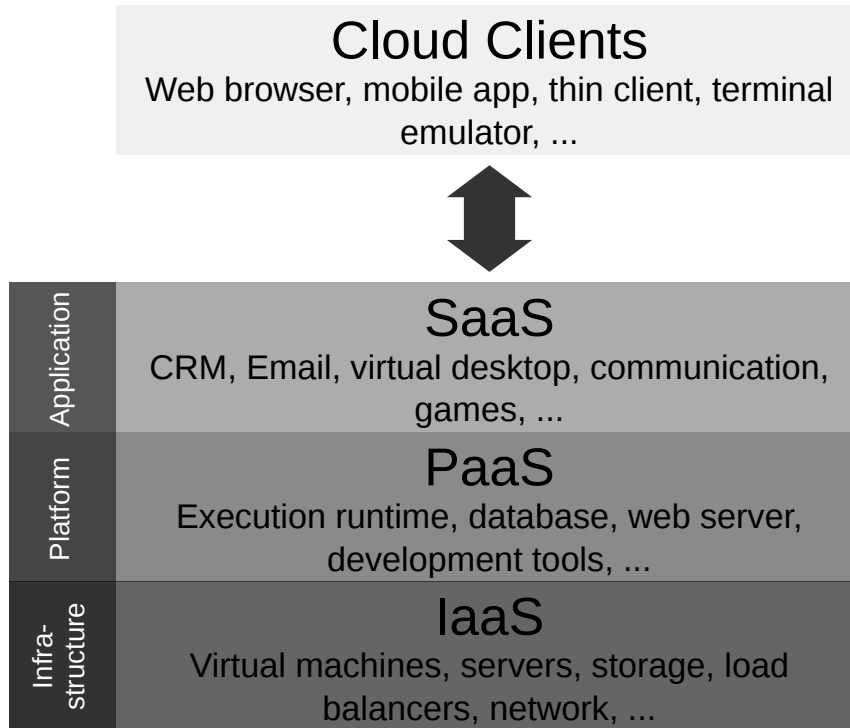 Cloud Clients
Web browser, mobile app, thin client, terminal
emulator, ...
Application
SaaS
CRM, Email, virtual desktop, communication,
games, ...
Platform
PaaS
Execution runtime, database, web server,
development tools, ...
Infra-
structure
IaaS
Virtual machines, servers, storage, load
balancers, network, ...